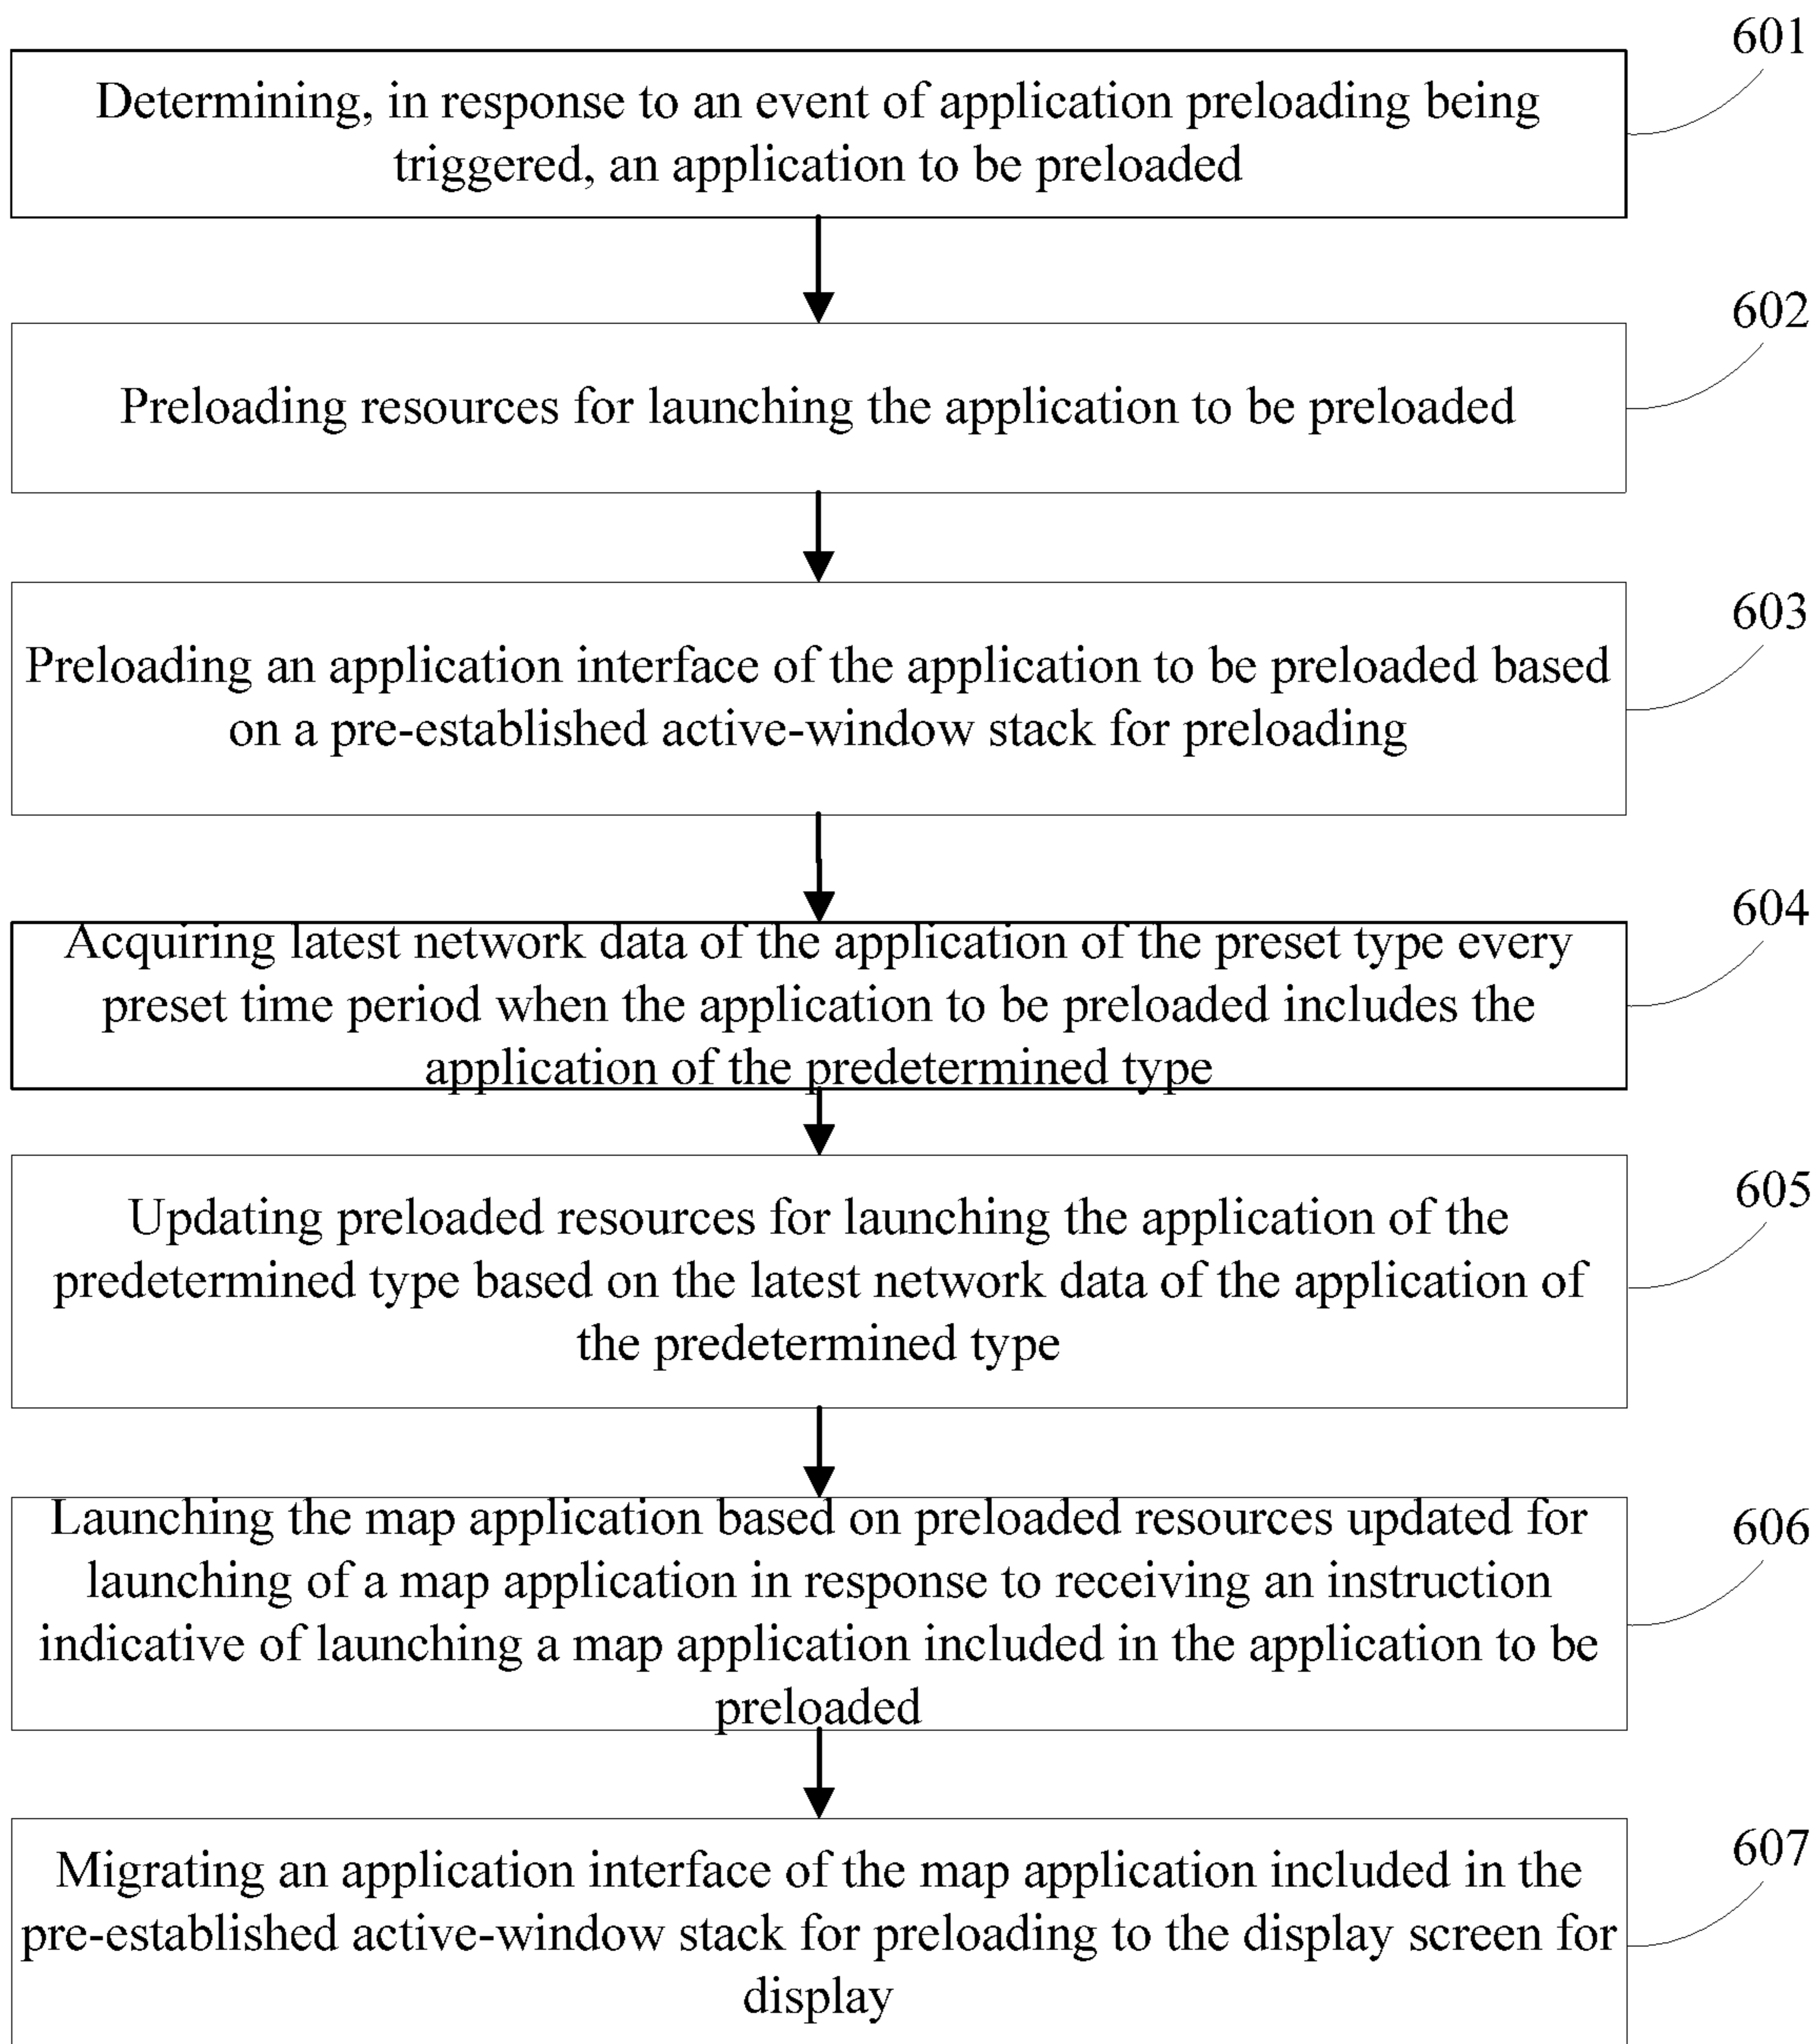 601
Determining, in response to an event of application preloading being
triggered, an application to be preloaded
602
Preloading resources for launching the application to be preloaded
603
Preloading an application interface of the application to be preloaded based
on a pre-established active-window stack for preloading
604
Acquiring latest network data of the application of the preset type every
preset time period when the application to be preloaded includes the
application of the predetermined type
605
Updating preloaded resources for launching the application of the
predetermined type based on the latest network data of the application of
the predetermined type
606
Launching the map application based on preloaded resources updated for
launching of a map application in response to receiving an instruction
indicative of launching a map application included in the application to be
preloaded
607
Migrating an application interface of the map application included in the
pre-established active-window stack for preloading to the display screen for
display